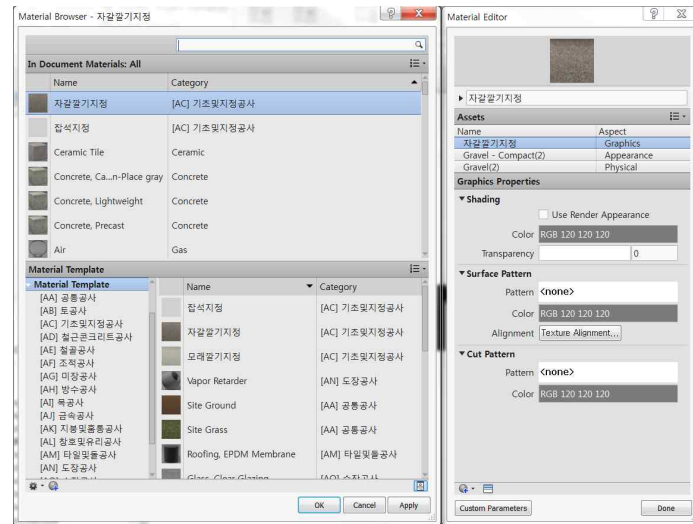 Material Browser - 자갈깔기지정
In Document Materials: All
Name Category
자갈깔기지정 [AC] 기초및지정공사
잡석지정 [AC] 기초및지정공사
Ceramic Tile Ceramic
Concrete, Ca...n-Place gray Concrete
Concrete, Lightweight Concrete
Concrete, Precast Concrete
Air Gas
Material Template
Material Template
[AA] 공통공사
[AB] 토공사
[AC] 기초및지정공사
[AD] 철근콘크리트공사
[AE] 철골공사
[AF] 조적공사
[AG] 미장공사
[AH] 방수공사
[AI] 목공사
[AJ] 금속공사
[AK] 지붕및홈통공사
[AL] 창호및유리공사
[AM] 타일및돌공사
[AN] 도장공사
Name Category
잡석지정 [AC] 기초및지정공사
자갈깔기지정 [AC] 기초및지정공사
모래깔기지정 [AC] 기초및지정공사
Vapor Retarder [AN] 도장공사
Site Ground [AA] 공통공사
Site Grass [AA] 공통공사
Roofing, EPDM Membrane [AM] 타일및돌공사
Glass, Clear Glazing
OK Cancel Apply
Material Editor
자갈깔기지정
Assets
Name Aspect
자갈깔기지정 Graphics
Gravel - Compact(2) Appearance
Gravel(2) Physical
Graphics Properties
Shading
Use Render Appearance
Color RGB 120 120 120
Transparency 0
Surface Pattern
Pattern <none>
Color RGB 120 120 120
Alignment Texture Alignment...
Cut Pattern
Pattern <none>
Color RGB 120 120 120
Custom Parameters Done